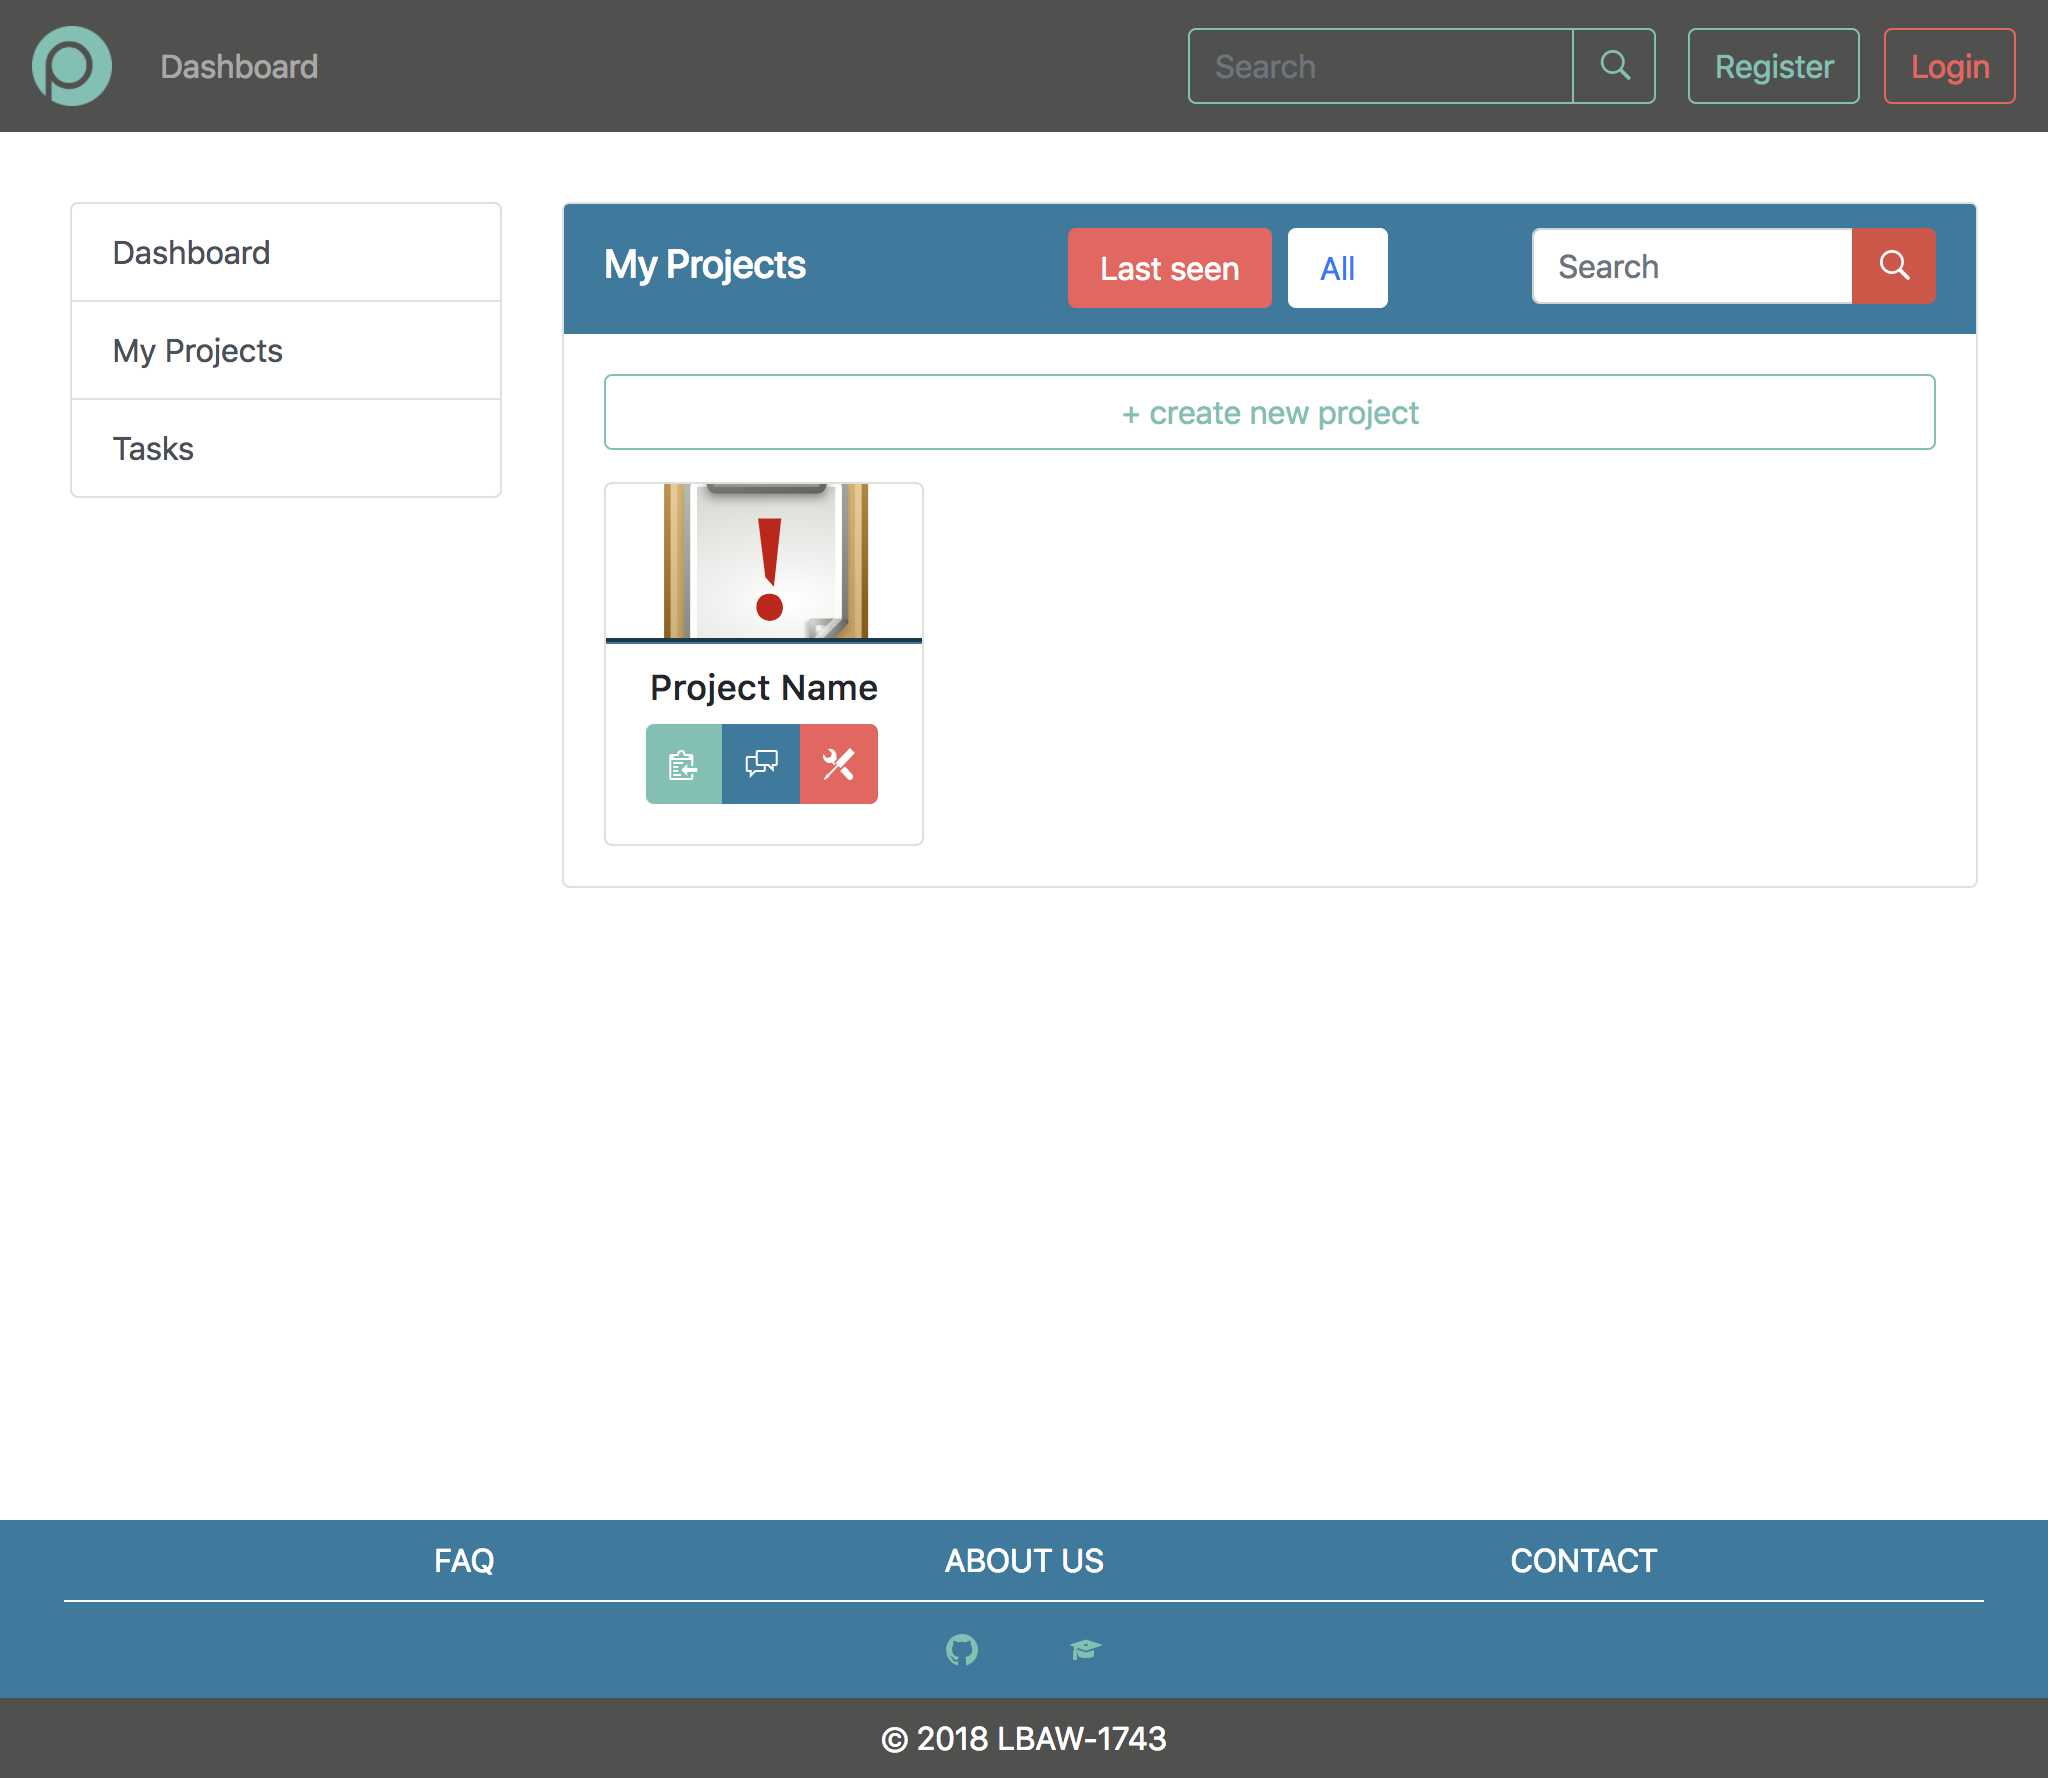 Dashboard
Search
Register
Login
Dashboard
My Projects
Tasks
My Projects
Last seen
All
Search
+ create new project
Project Name
FAQ
ABOUT US
CONTACT
© 2018 LBAW-1743